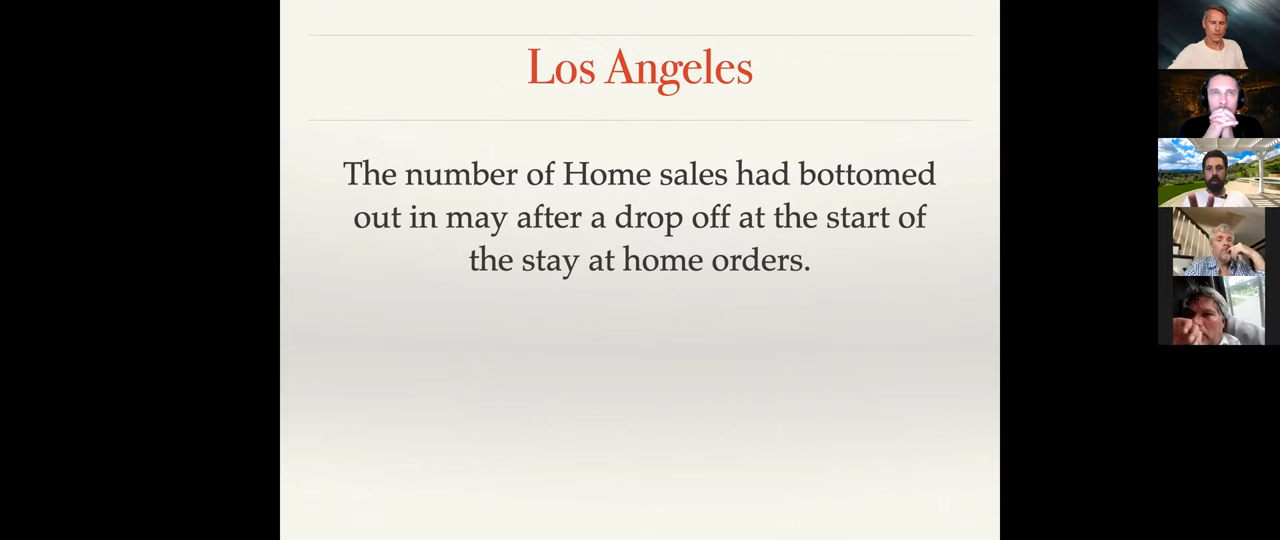 Los Angeles
The number of Home sales had bottomed
out in may after a drop off at the start of
the stay at home orders.